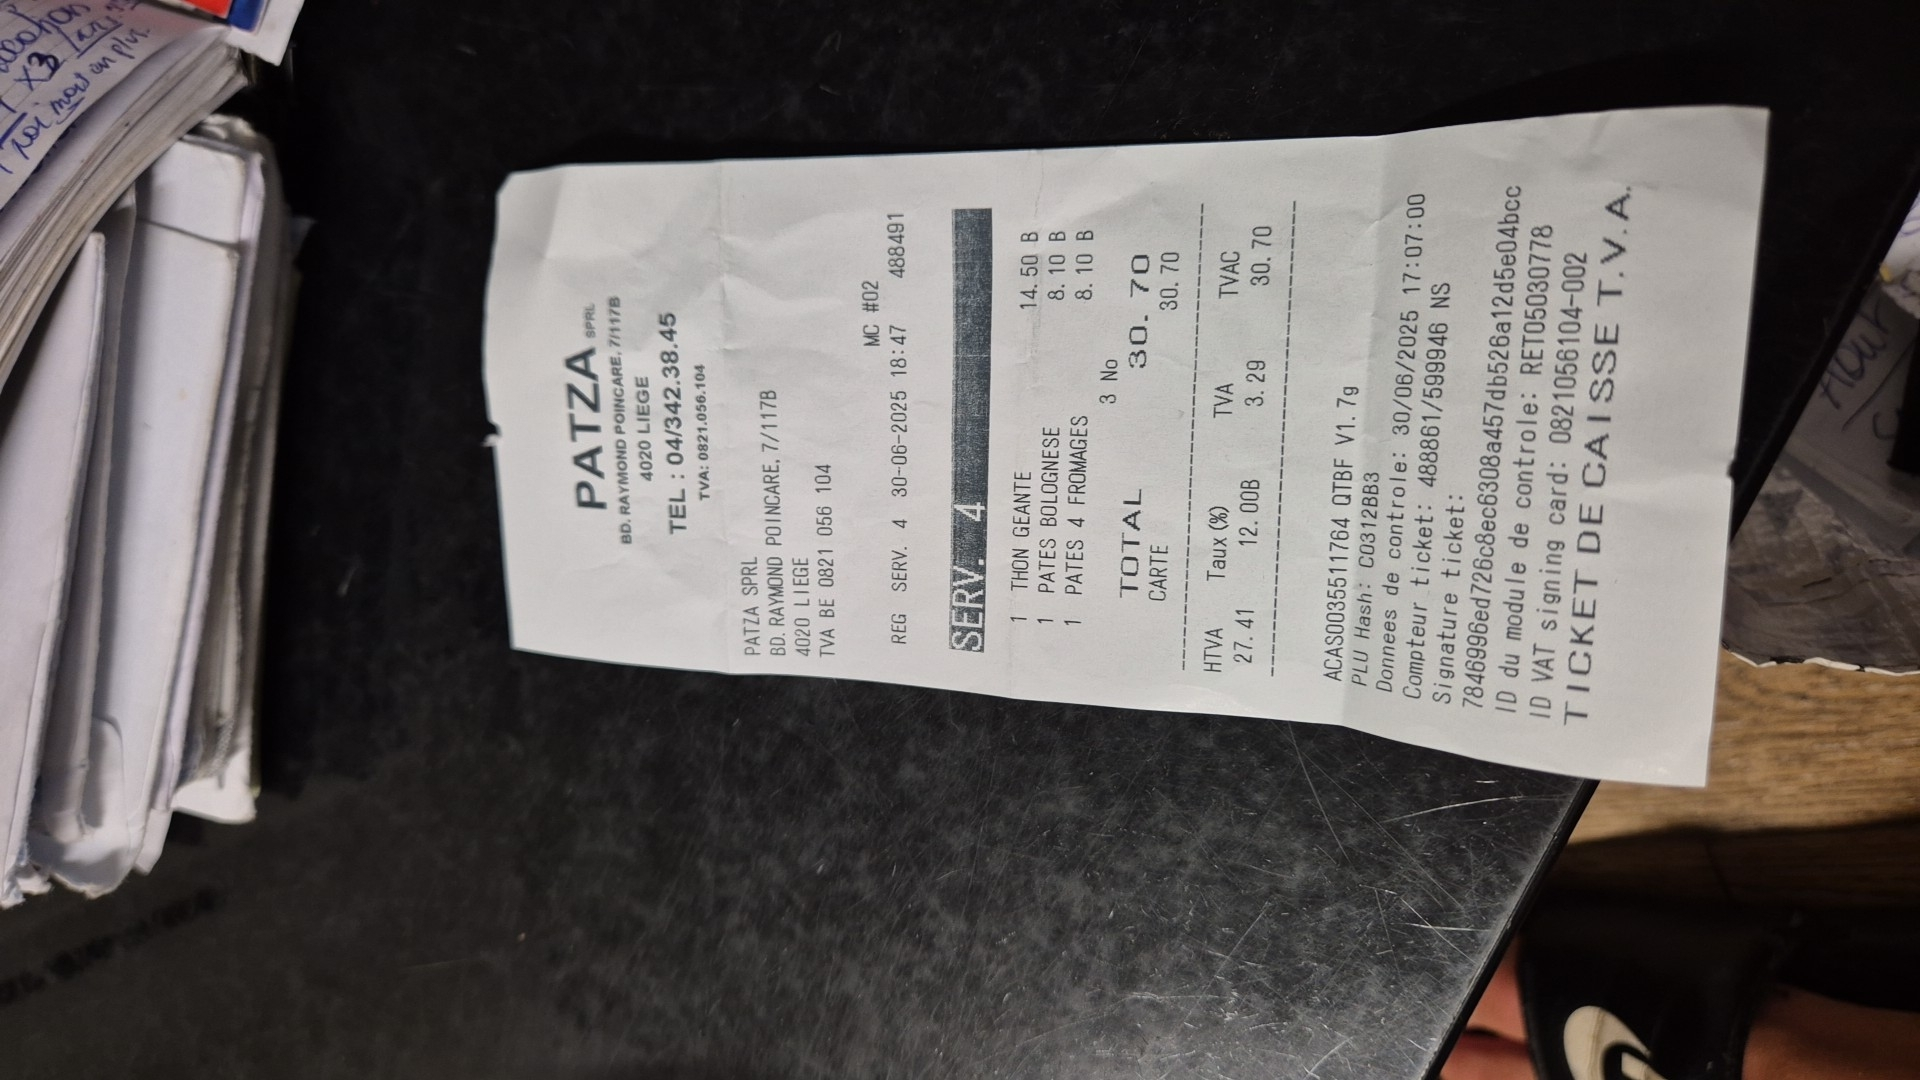 PATZA SPRL
BD. RAYMOND POINCARE, 7/117B
4020 LIEGE
TEL : 04/342.38.45
TVA: 0821.056.104
PATZA SPRL
BD. RAYMOND POINCARE, 7/117B
4020 LIEGE
TVA BE 0821 056 104
MC #02
REG SERV. 4 30-06-2025 18:47 488491
SERV. 4
1 THON GEANTE 14.50 B
1 PATES BOLOGNESE 8.10 B
1 PATES 4 FROMAGES 8.10 B
3 No
TOTAL 30.70
CARTE 30.70
HTVA Taux(%) TVA TVAC
27.41 12.00B 3.29 30.70
ACAS0035511764 QTBF V1.7g
PLU Hash: C0312BB3
Donnees de controle: 30/06/2025 17:07:00
Compteur ticket: 488861/599946 NS
Signature ticket:
7846996ed726c8ec6308a457db526a12d5e04bcc
ID du module de controle: RET05030778
ID VAT signing card: 0821056104-002
TICKET DE CAISSE T.V.A.
X3
moi en plus